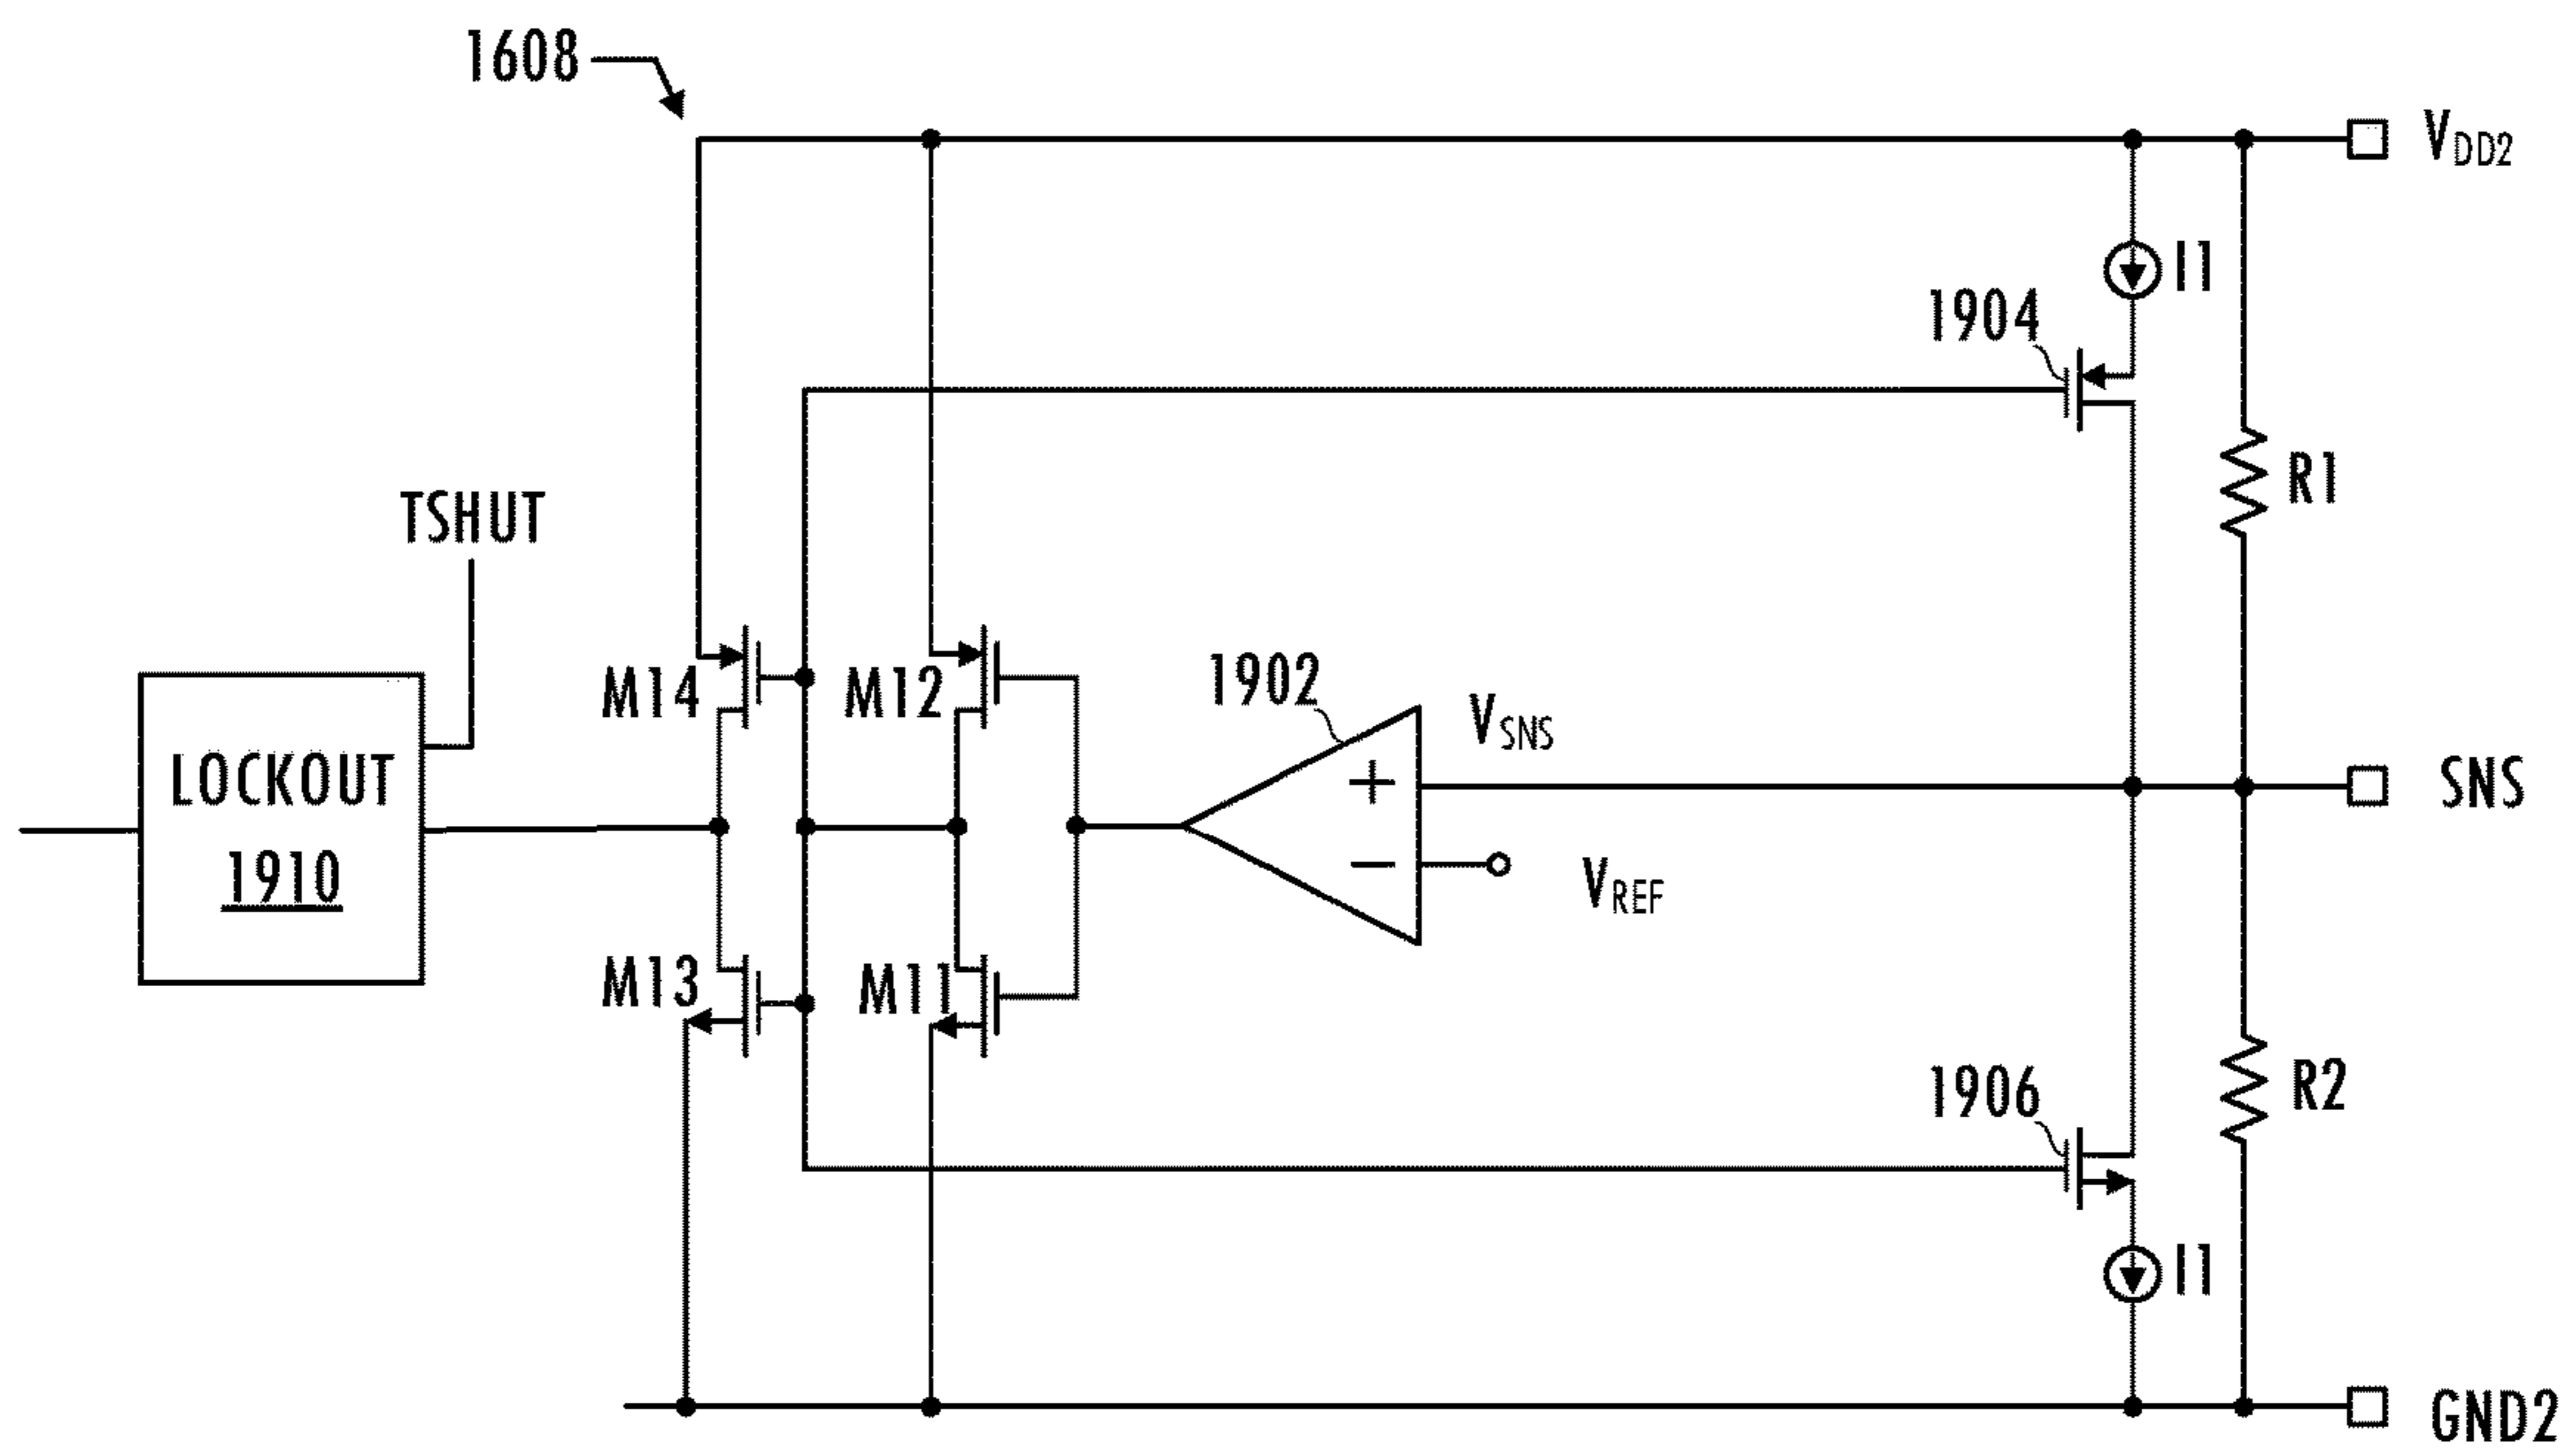 1608
VDD2
I1
1904
R1
TSHUT
M14
M12
1902
VSNS
+
SNS
LOCKOUT
1910
−
VREF
M13
M11
1906
R2
I1
GND2